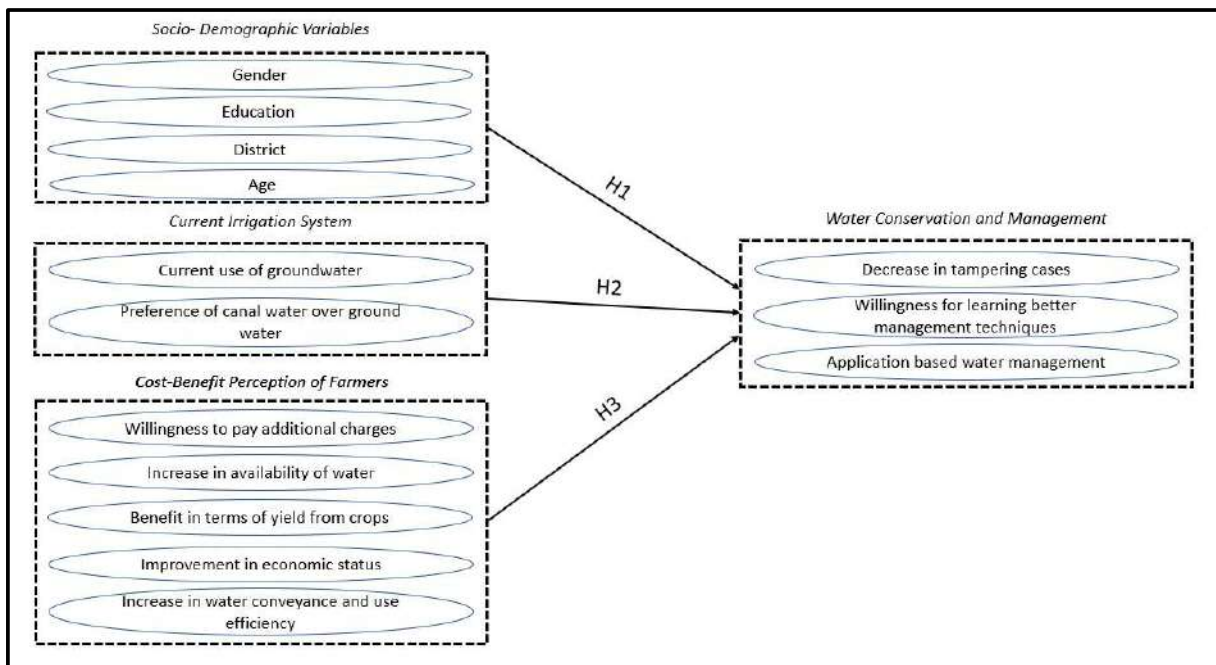 Socio- Demographic Variables
Gender
Education
District
Age
Current Irrigation System
Current use of groundwater
Preference of canal water over ground
water
Cost-Benefit Perception of Farmers
Willingness to pay additional charges
Increase in availability of water
Benefit in terms of yield from crops
Improvement in economic status
Increase in water conveyance and use
efficiency
H1
H2
H3
Water Conservation and Management
Decrease in tampering cases
Willingness for learning better
management techniques
Application based water management